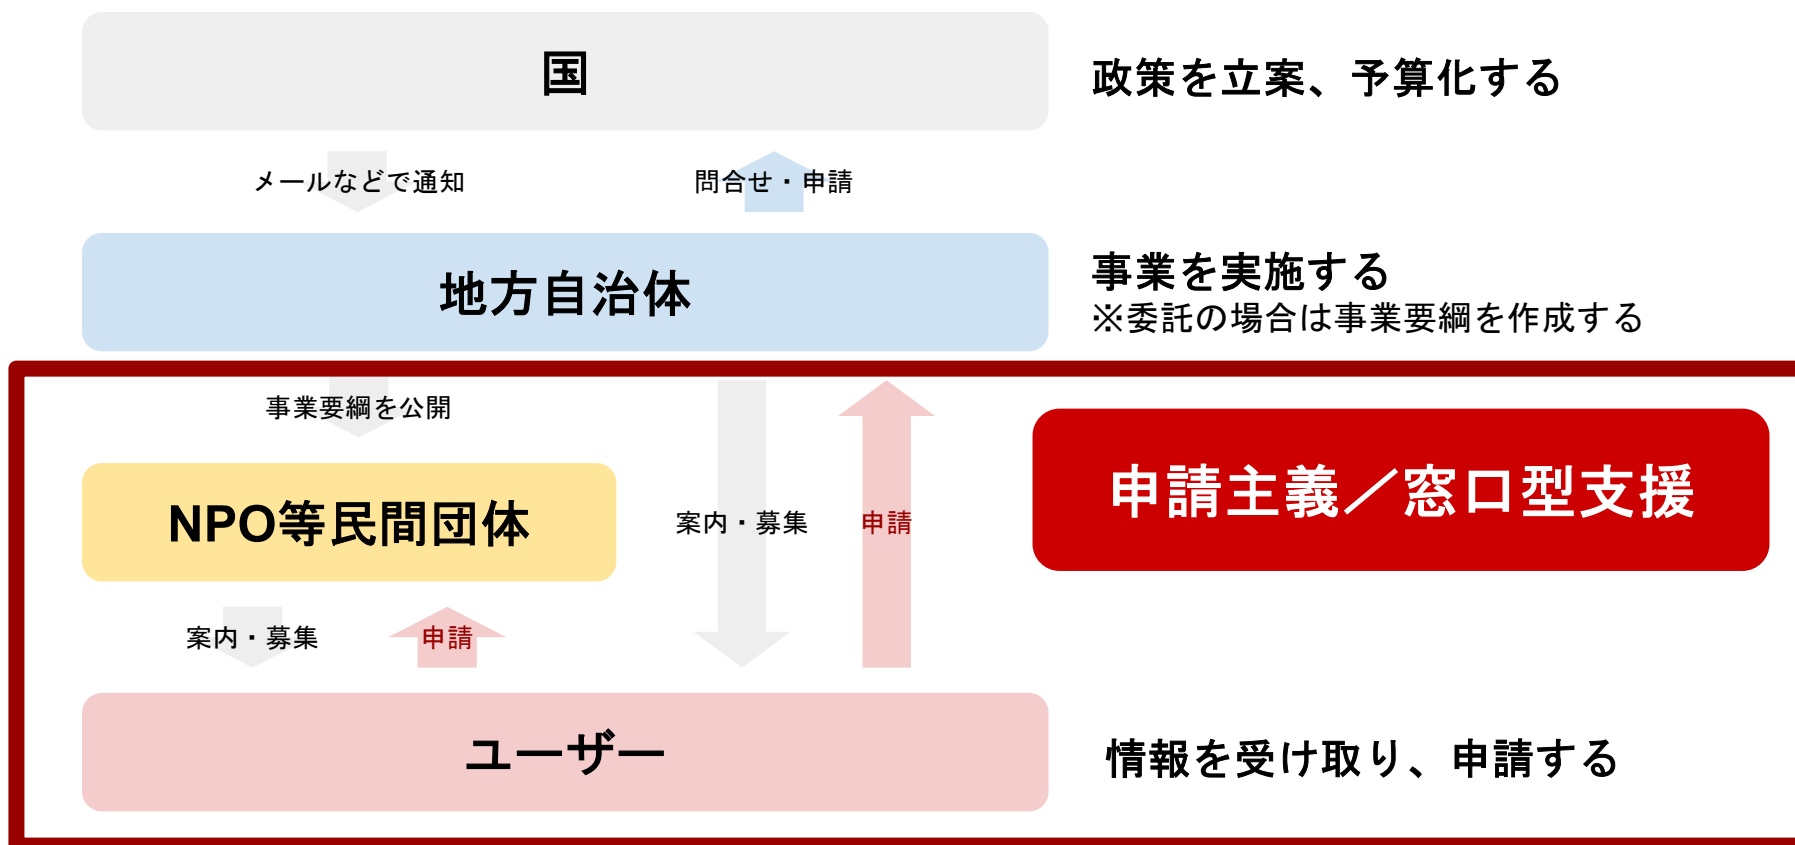 国
政策を立案、予算化する
メールなどで通知
問合せ・申請
地方自治体
事業を実施する
※委託の場合は事業要綱を作成する
事業要綱を公開
申請主義／窓口型支援
NPO等民間団体
案内・募集
申請
案内・募集
申請
ユーザー
情報を受け取り、申請する